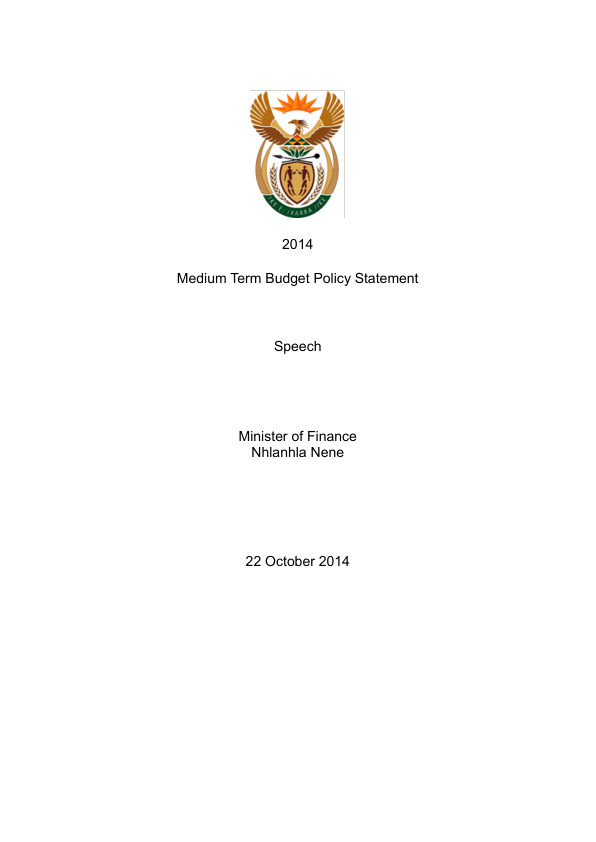 !KE E: /XARRA //KE
2014
Medium Term Budget Policy Statement
Speech
Minister of Finance
Nhlanhla Nene
22 October 2014